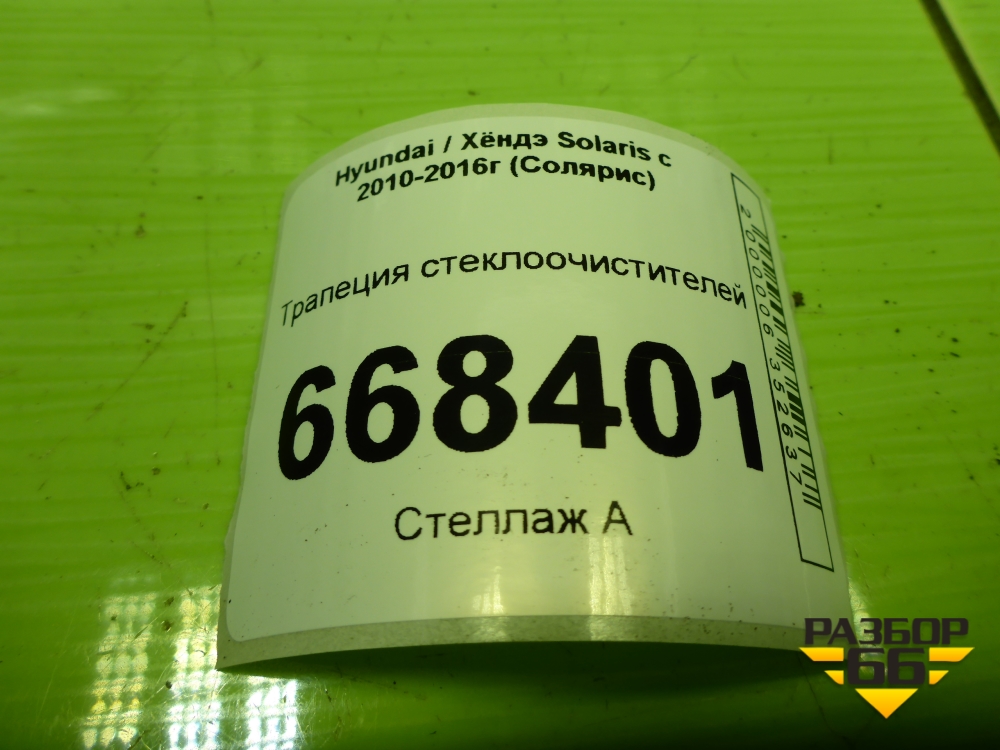 Hyundai / Хёндэ Solaris с
2010-2016г (Солярис)
Трапеция стеклоочистителей
668401
Стеллаж А
2000006352637
РАЗБОР
66